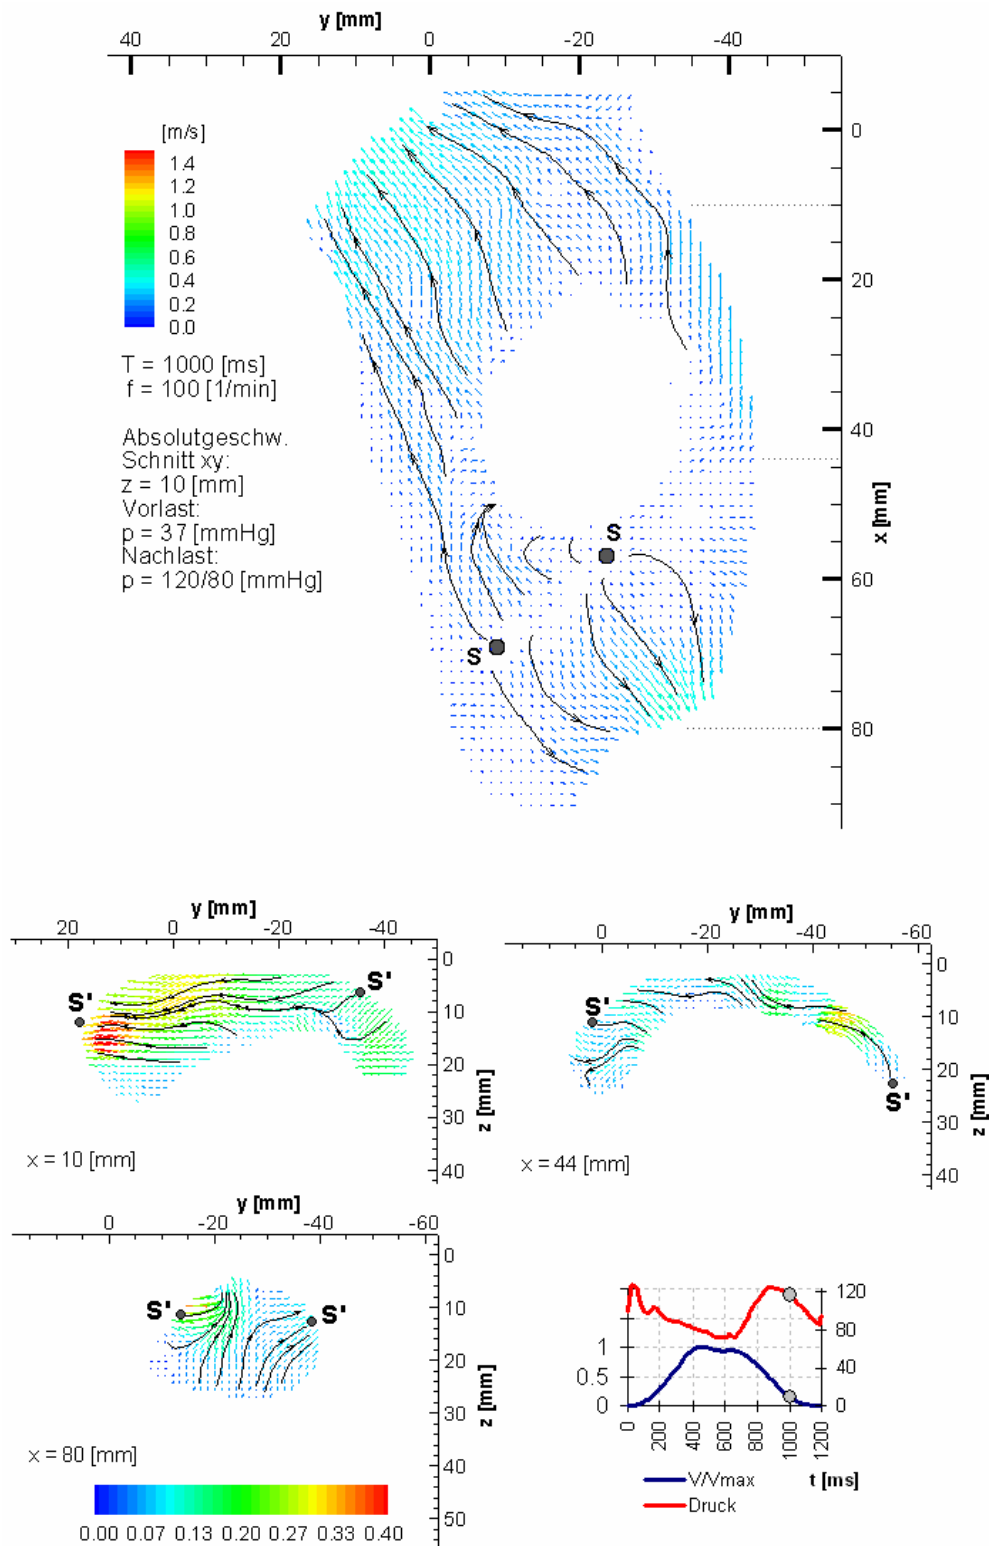 y [mm]
40 20 0 -20 -40
[m/s]
1.4
1.2
1.0
0.8
0.6
0.4
0.2
0.0
0
20
40
60
80
x [mm]
T = 1000 [ms]
f = 100 [1/min]
Absolutgeschw.
Schnitt xy:
z = 10 [mm]
Vorlast:
p = 37 [mmHg]
Nachlast:
p = 120/80 [mmHg]
S
S
y [mm]
20 0 -20 -40
0
10
20
30
40
z [mm]
S'
S'
x = 10 [mm]
y [mm]
0 -20 -40 -60
0
10
20
30
40
z [mm]
S'
S'
x = 44 [mm]
y [mm]
0 -20 -40 -60
0
10
20
30
40
50
z [mm]
S'
S'
x = 80 [mm]
0.00 0.07 0.13 0.20 0.27 0.33 0.40
1
0.5
0
120
80
40
0
0 200 400 600 800 1000 1200
V/Vmax
t [ms]
Druck